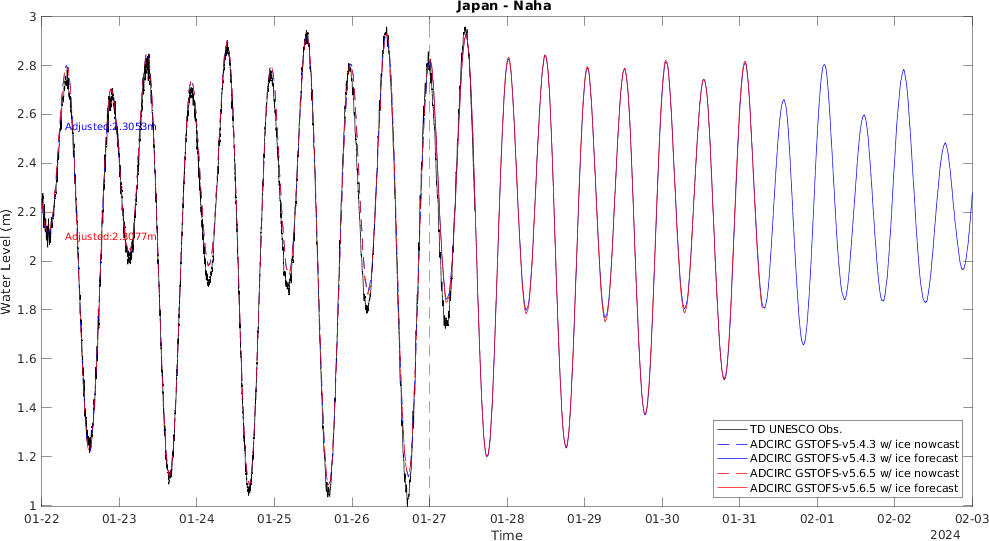 Japan - Naha
3
2.8
2.6
2.4
2.2
2
1.8
1.6
1.4
1.2
1
Water Level (m)
Adjusted:2.3053m
TD UNESCO Obs.
ADCIRC GSTOFS-v5.4.3 w/ ice nowcast
ADCIRC GSTOFS-v5.4.3 w/ ice forecast
ADCIRC GSTOFS-v5.6.5 w/ ice nowcast
ADCIRC GSTOFS-v5.6.5 w/ ice forecast
01-22 01-23 01-24 01-25 01-26 01-27 01-28 01-29 01-30 01-31 02-01 02-02 02-03
Time
2024